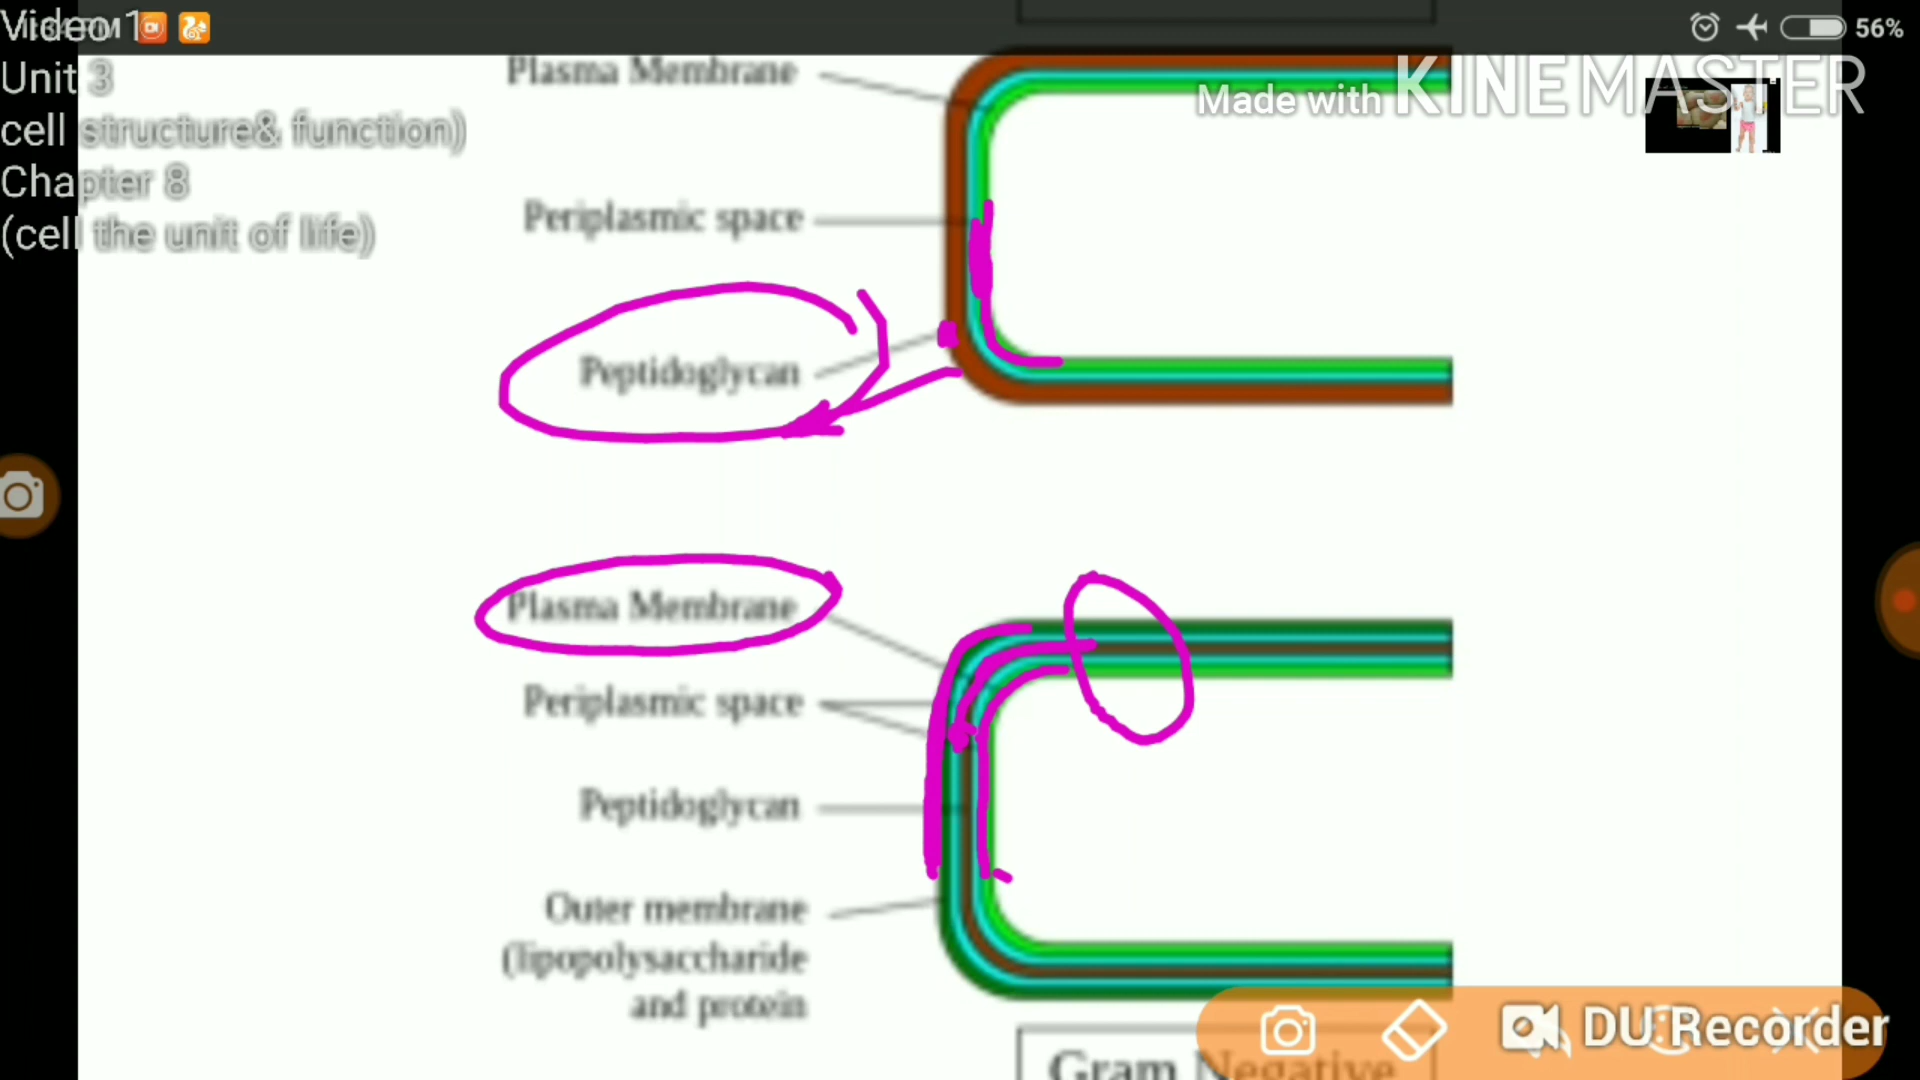 Video 1
56%
Unit 3
Plasma Membrane
Made with KINEMASTER
cell structure& function)
Chapter 8
Periplasmic space
(cell the unit of life)
Peptidoglycan
Plasma Membrane
Periplasmic space
Peptidoglycan
Outer membrane
(lipopolysaccharide
and protein
DU Recorder
Gram Negative